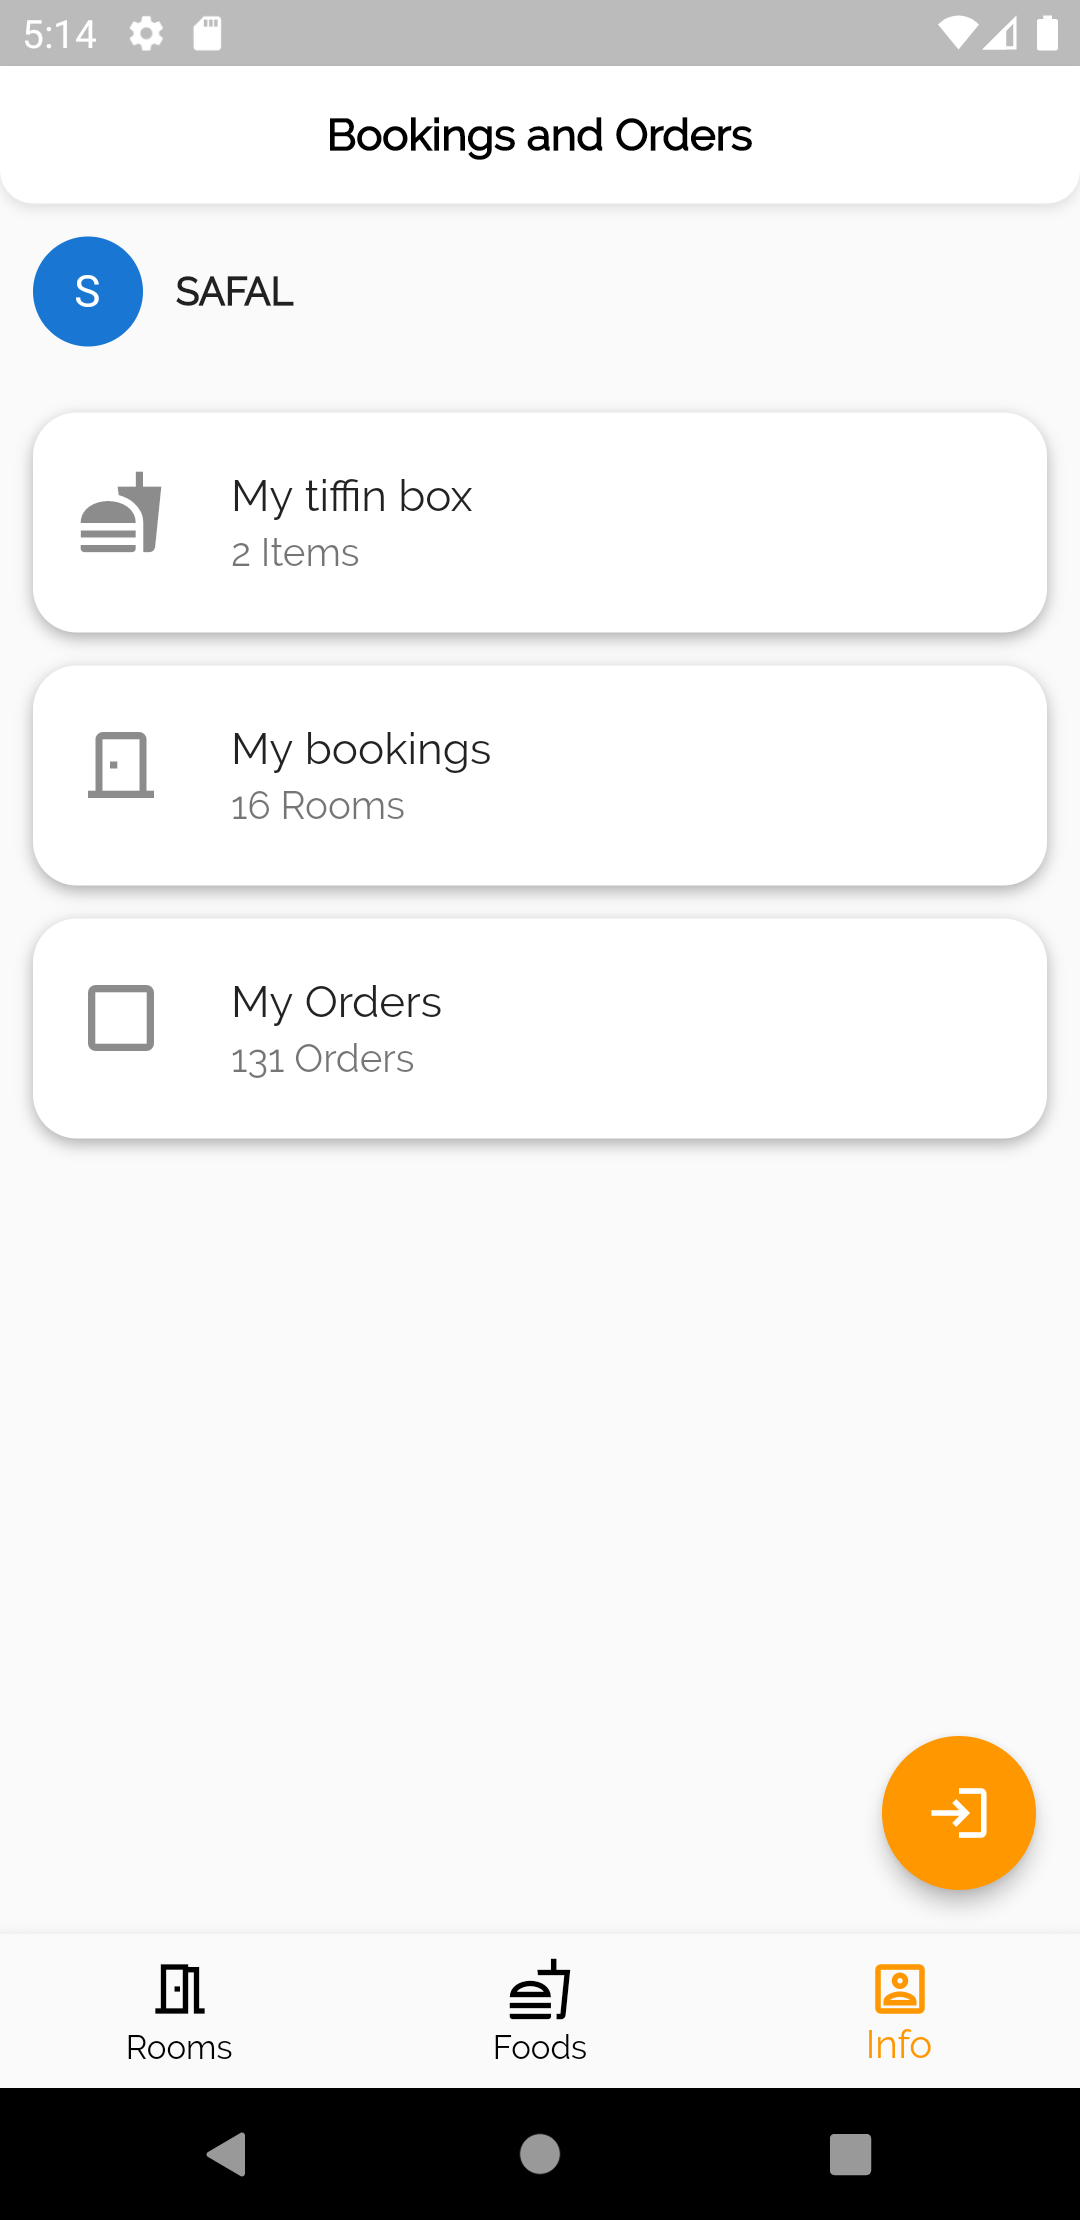 5:14
Bookings and Orders
S
SAFAL
My tiffin box
2 Items
My bookings
16 Rooms
My Orders
131 Orders
Rooms
Foods
Info